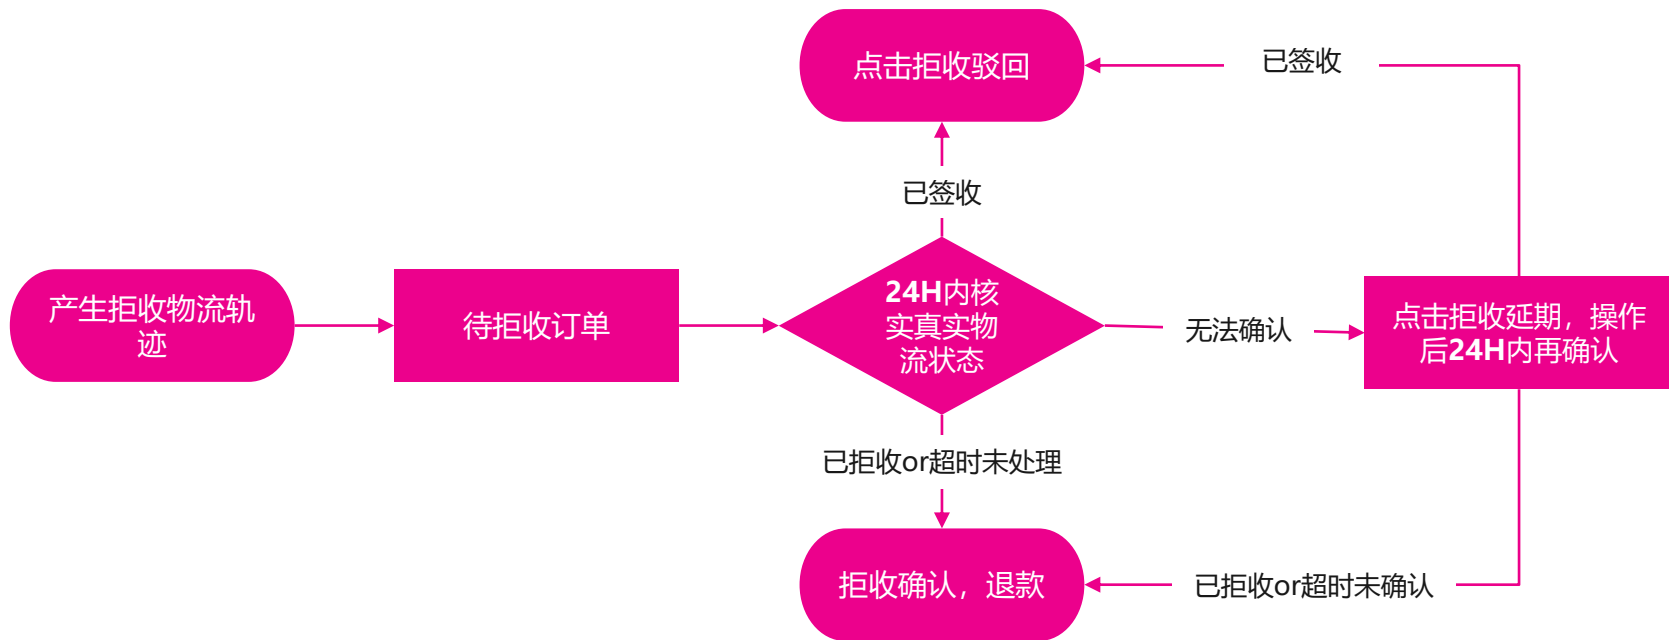 点击拒收驳回
已签收
已签收
产生拒收物流轨
迹
待拒收订单
24H内核
实真实物
流状态
无法确认
点击拒收延期，操作
后24H内再确认
已拒收or超时未处理
拒收确认，退款
已拒收or超时未确认